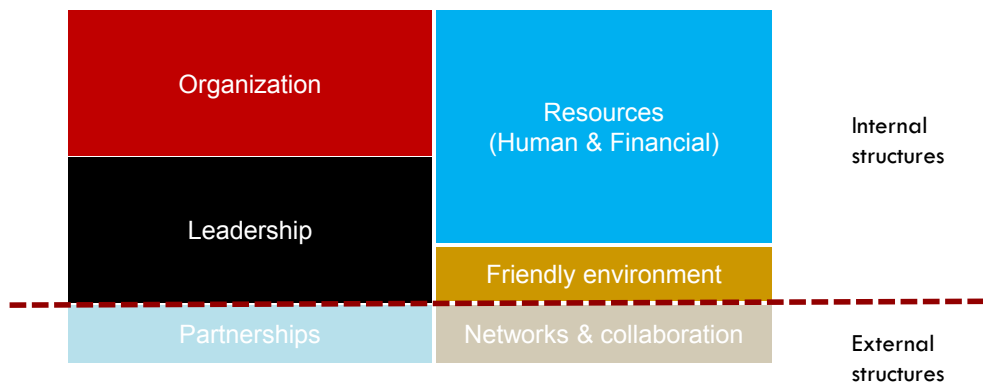 Organization
Resources
(Human & Financial)
Internal
structures
Leadership
Friendly environment
Partnerships
Networks & collaboration
External
structures